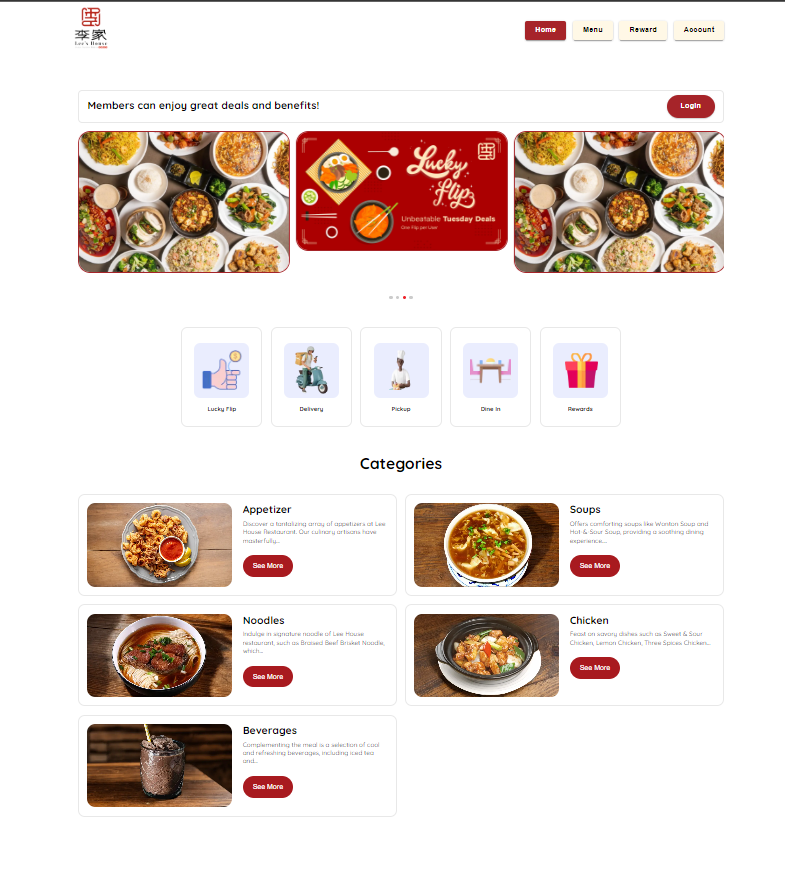 李家
Lee's House
Home
Menu
Reward
Account
Members can enjoy great deals and benefits!
Login
Lucky
Flip
Unbeatable Tuesday Deals
One Flip per User
Lucky Flip
Delivery
Pickup
Dine In
Rewards
Categories
Appetizer
Discover a tantalizing array of appetizers at Lee
House Restaurant. Our culinary artisans have
masterfully...
See More
Soups
Offers comforting soups like Wonton Soup and
Hot & Sour Soup, providing a soothing dining
experience....
See More
Noodles
Indulge in signature noodle of Lee House
restaurant, such as Braised Beef Brisket Noodle,
which...
See More
Chicken
Feast on savory dishes such as Sweet & Sour
Chicken, Lemon Chicken, Three Spices Chicken...
See More
Beverages
Complementing the meal is a selection of cool
and refreshing beverages, including iced tea
and...
See More